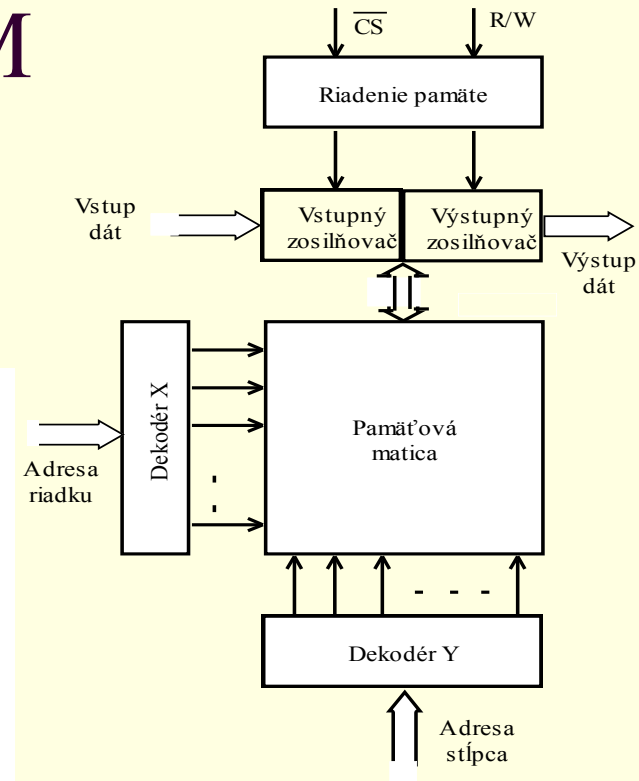 M
CS R/W
Riadenie pamäte
Vstup
dát
Vstupný
zosilňovač
Výstupný
zosilňovač
Výstup
dát
Dekodér X
Adresa
riadku
Pamäťová
matica
Dekodér Y
Adresa
stĺpca